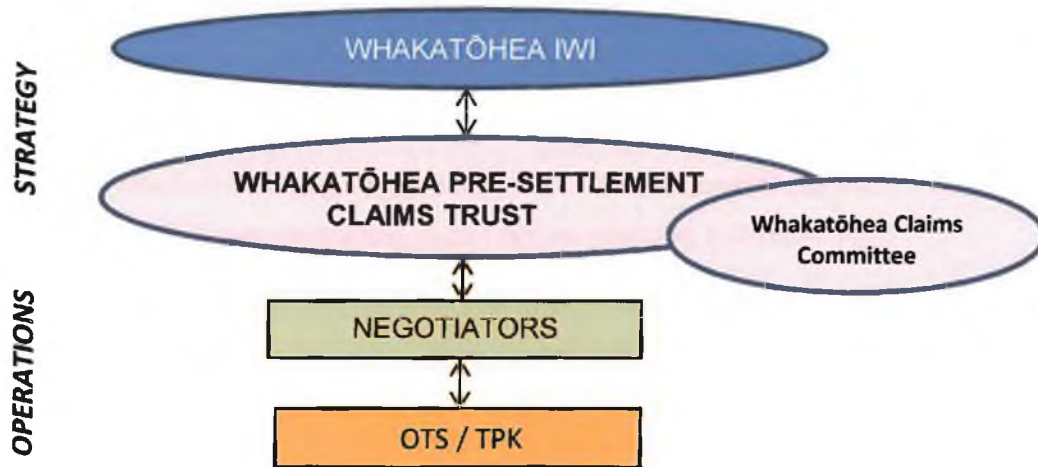 STRATEGY
WHAKATŌHEA IWI
WHAKATŌHEA PRE-SETTLEMENT
CLAIMS TRUST
Whakatōhea Claims
Committee
OPERATIONS
NEGOTIATORS
OTS / TPK